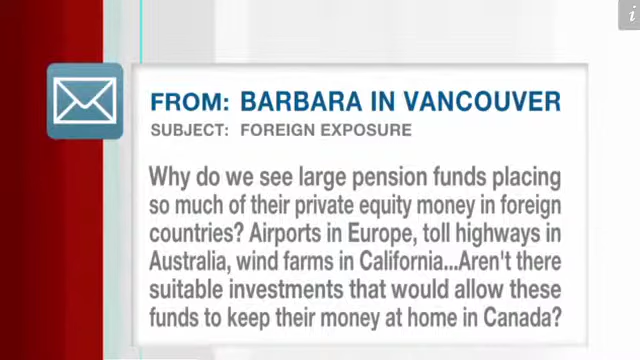 i
FROM: BARBARA IN VANCOUVER
SUBJECT: FOREIGN EXPOSURE
Why do we see large pension funds placing
so much of their private equity money in foreign
countries? Airports in Europe, toll highways in
Australia, wind farms in California...Aren't there
suitable investments that would allow these
funds to keep their money at home in Canada?